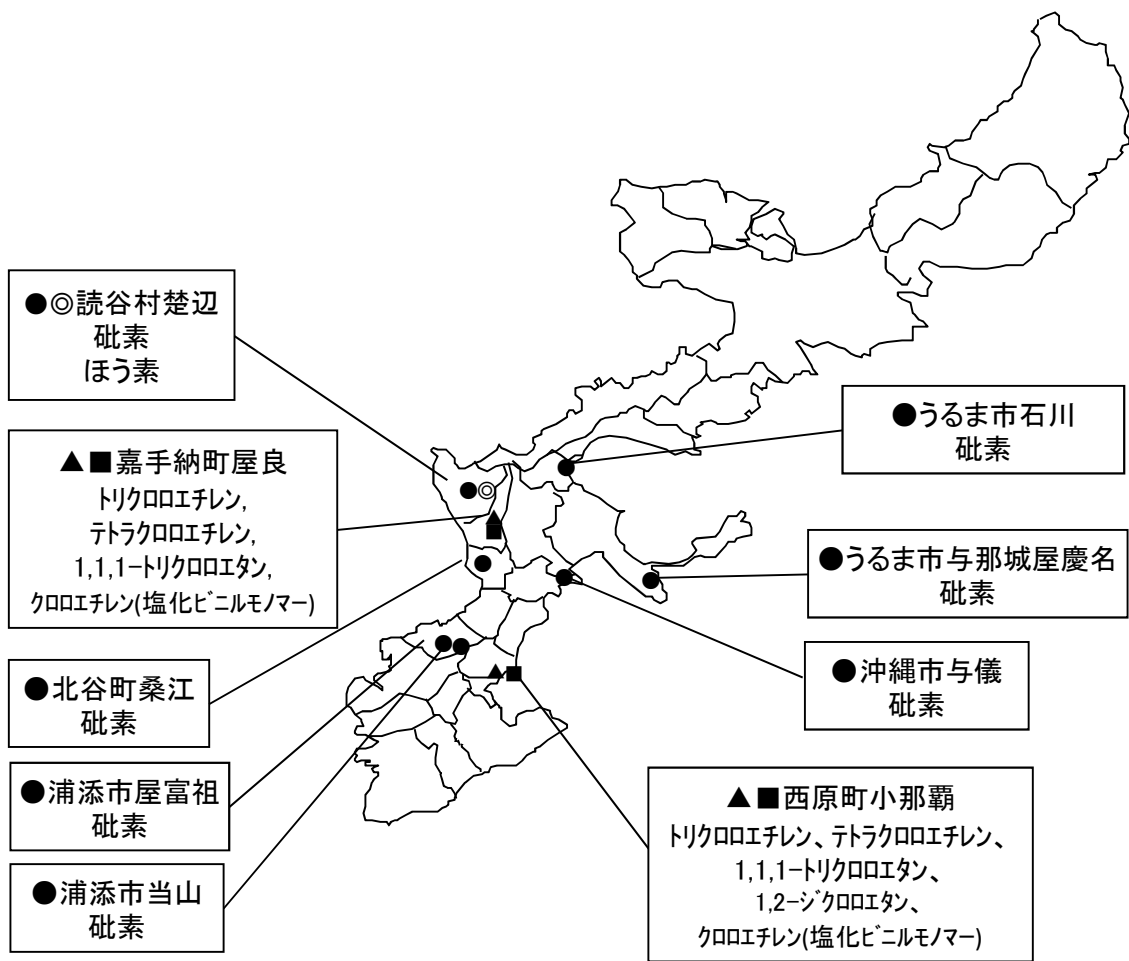 ●◎読谷村楚辺
砒素
ほう素
▲■嘉手納町屋良
トリクロロエチレン,
テトラクロロエチレン,
1,1,1−トリクロロエタン,
クロロエチレン(塩化ビニルモノマー)
●北谷町桑江
砒素
●浦添市屋富祖
砒素
●浦添市当山
砒素
●うるま市石川
砒素
●うるま市与那城屋慶名
砒素
●沖縄市与儀
砒素
▲■西原町小那覇
トリクロロエチレン、テトラクロロエチレン、
1,1,1−トリクロロエタン、
1,2−ジクロロエタン、
クロロエチレン(塩化ビニルモノマー)